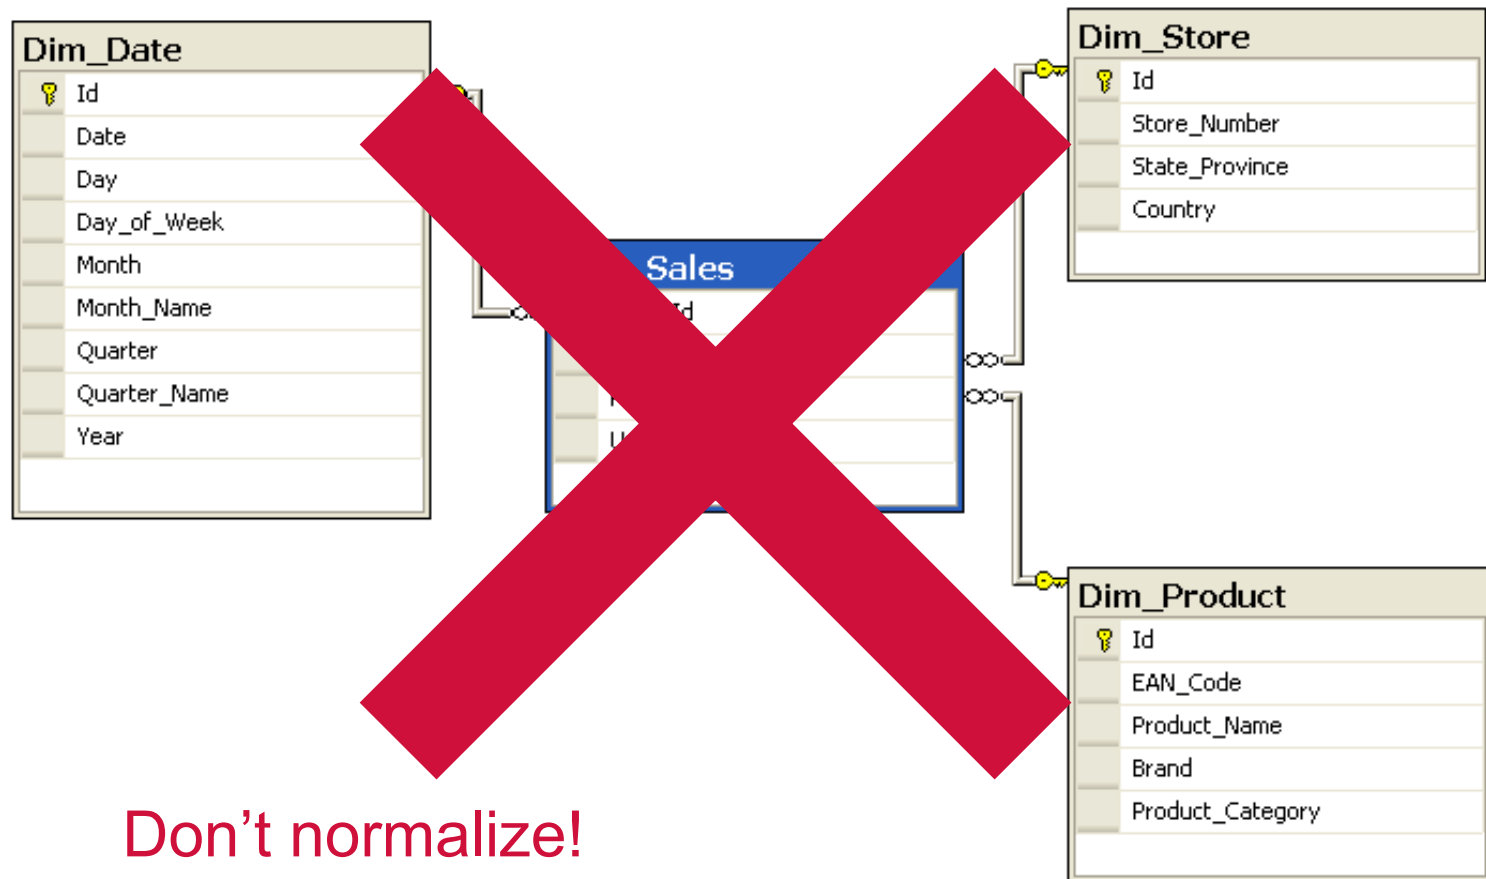 Dim_Date
Id
Date
Day
Day_of_Week
Month
Month_Name
Quarter
Quarter_Name
Year
Sales
Dim_Store
Id
Store_Number
State_Province
Country
Dim_Product
Id
EAN_Code
Product_Name
Brand
Product_Category
Don’t normalize!